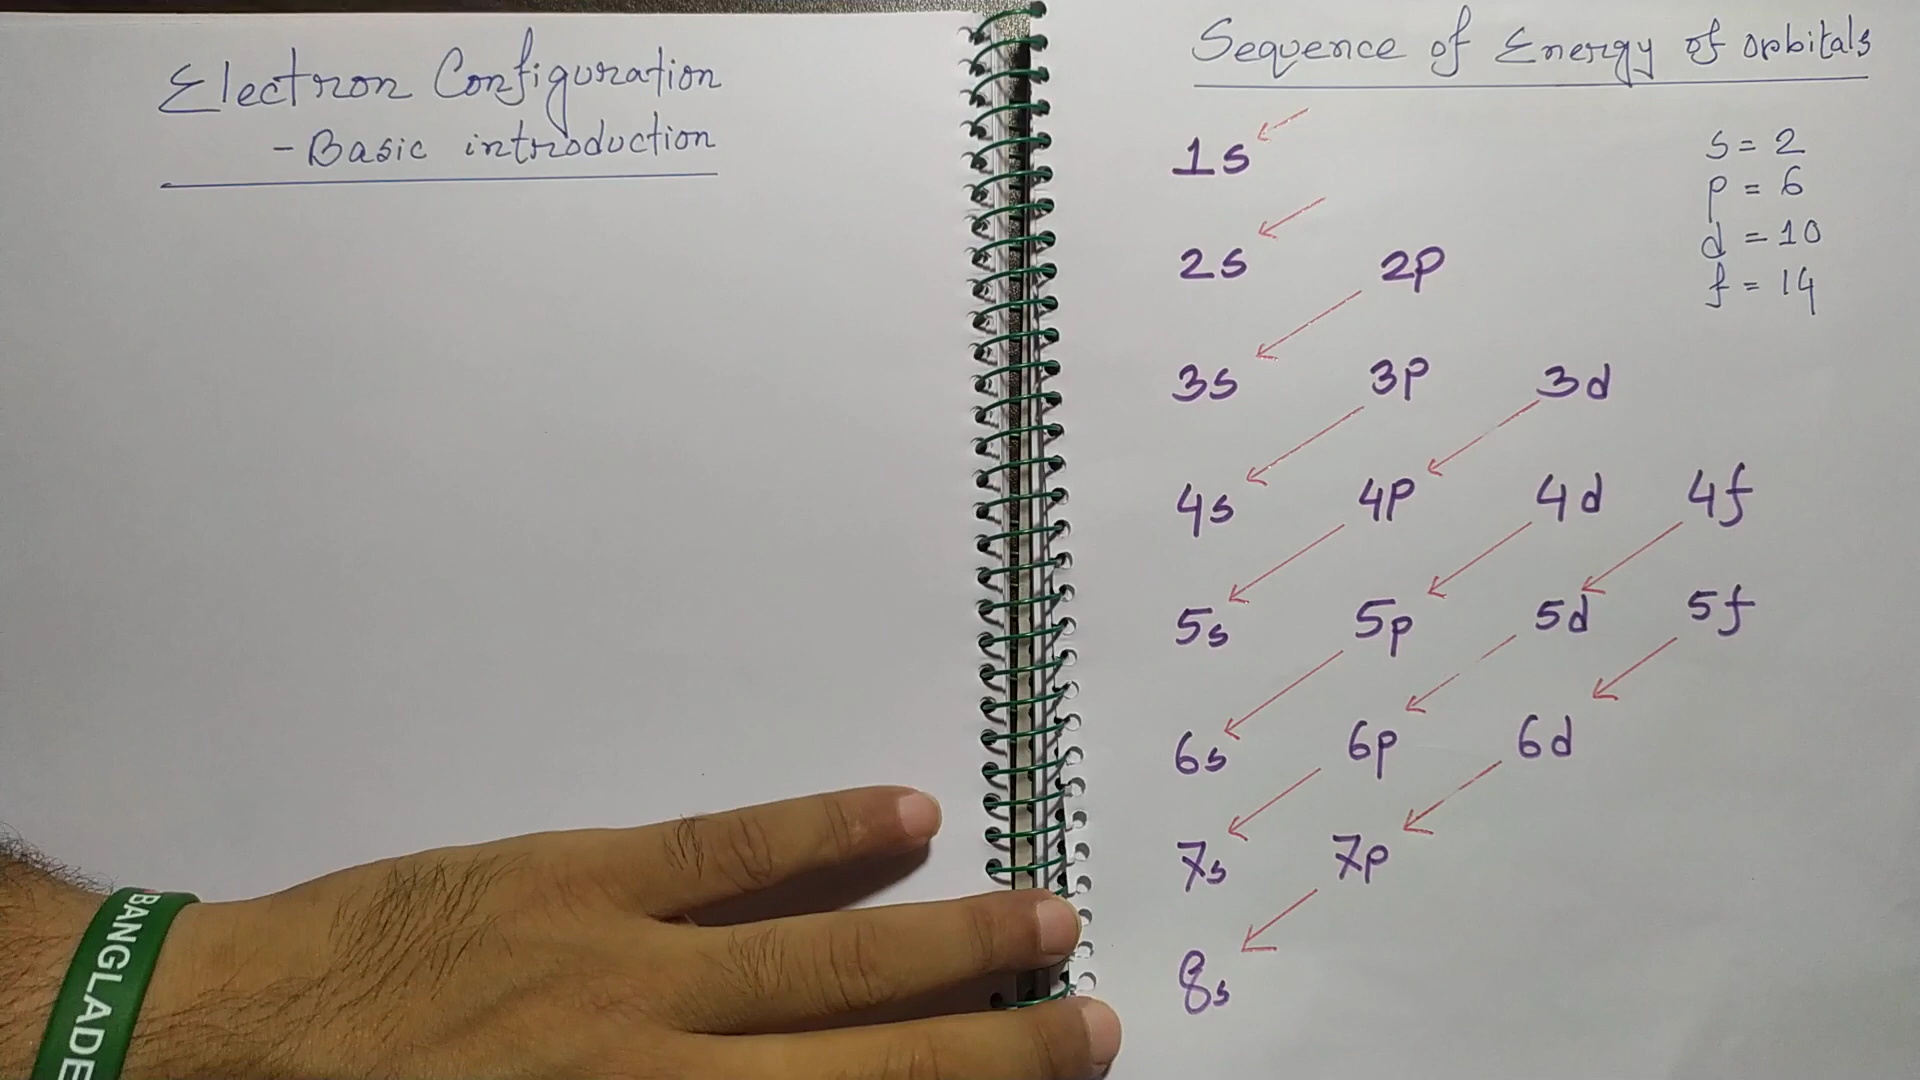 Electron Configuration
- Basic introduction
Sequence of Energy of orbitals
1s
s = 2
p = 6
d = 10
f = 14
2s 2p
3s 3p 3d
4s 4p 4d 4f
5s 5p 5d 5f
6s 6p 6d
7s 7p
8s
BANGLADE